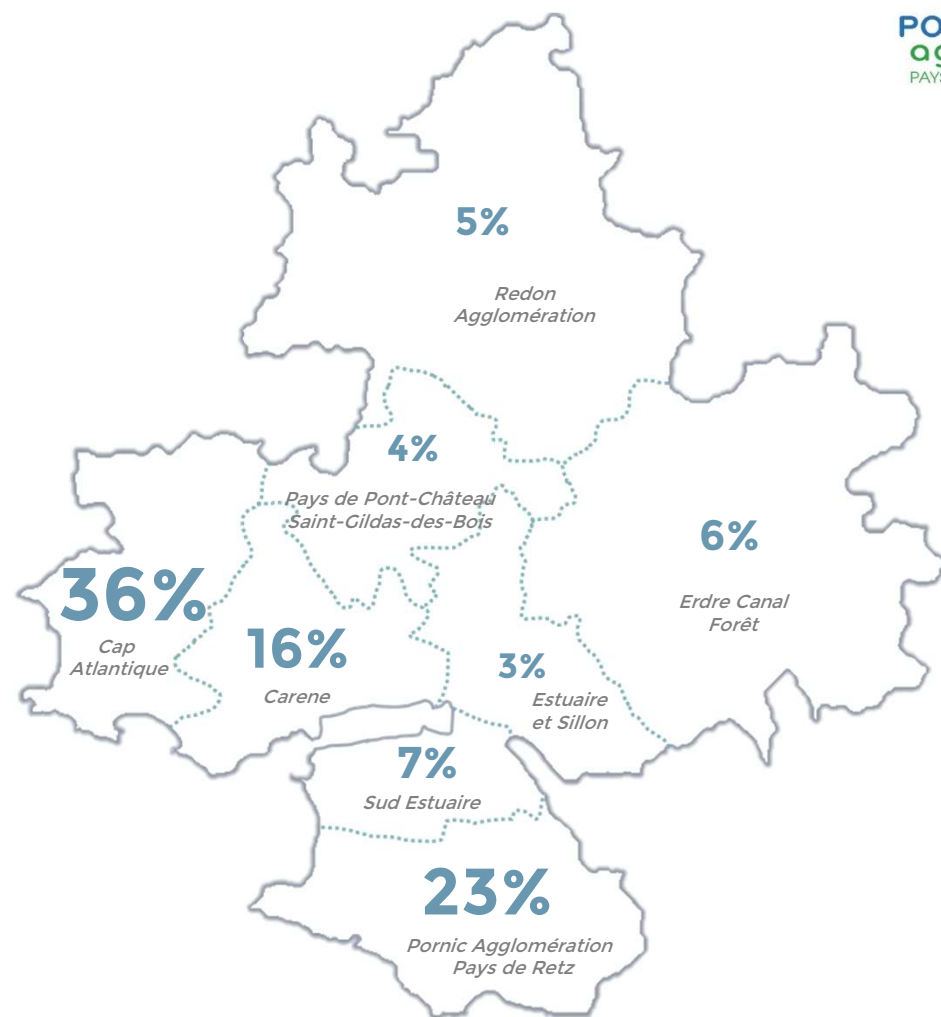 PO
ag
PAYS
5%
Redon
Agglomération
4%
Pays de Pont-Château
Saint-Gildas-des-Bois
6%
Erdre Canal
Forêt
36%
Cap
Atlantique
16%
Carene
3%
Estuaire
et Sillon
7%
Sud Estuaire
23%
Pornic Agglomération
Pays de Retz